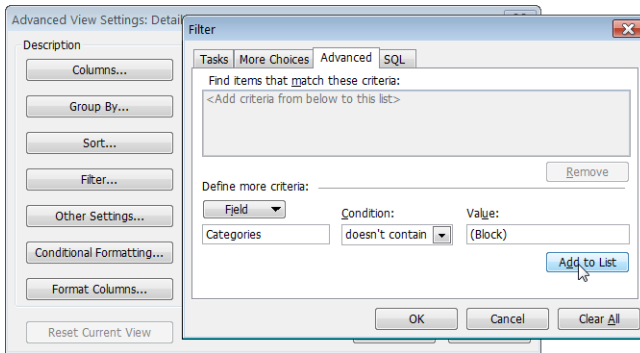 Advanced View Settings: Detail
Description
Columns...
Group By...
Sort...
Filter...
Other Settings...
Conditional Formatting...
Format Columns...
Reset Current View
Filter
Tasks
More Choices
Advanced
SQL
Find items that match these criteria:
<Add criteria from below to this list>
Remove
Define more criteria:
Field
Condition:
Value:
Categories
doesn't contain
(Block)
Add to List
OK
Cancel
Clear All